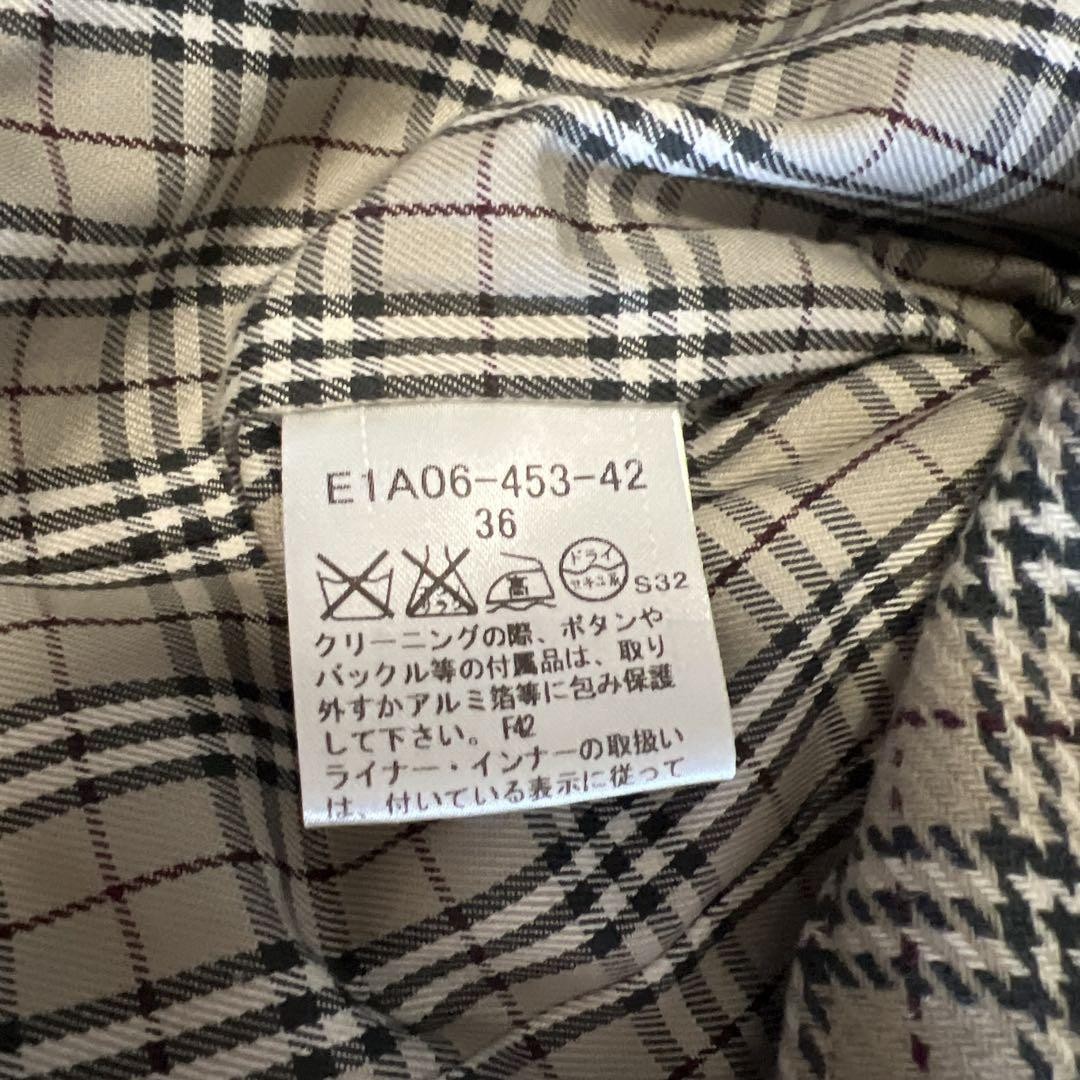 E1A06-453-42
36
高 ドライ セキユ系 S32
クリーニングの際、ボタンや
バックル等の付属品は、取り
外すかアルミ箔等に包み保護
して下さい。 F42
ライナー・インナーの取扱い
は、付いている表示に従って